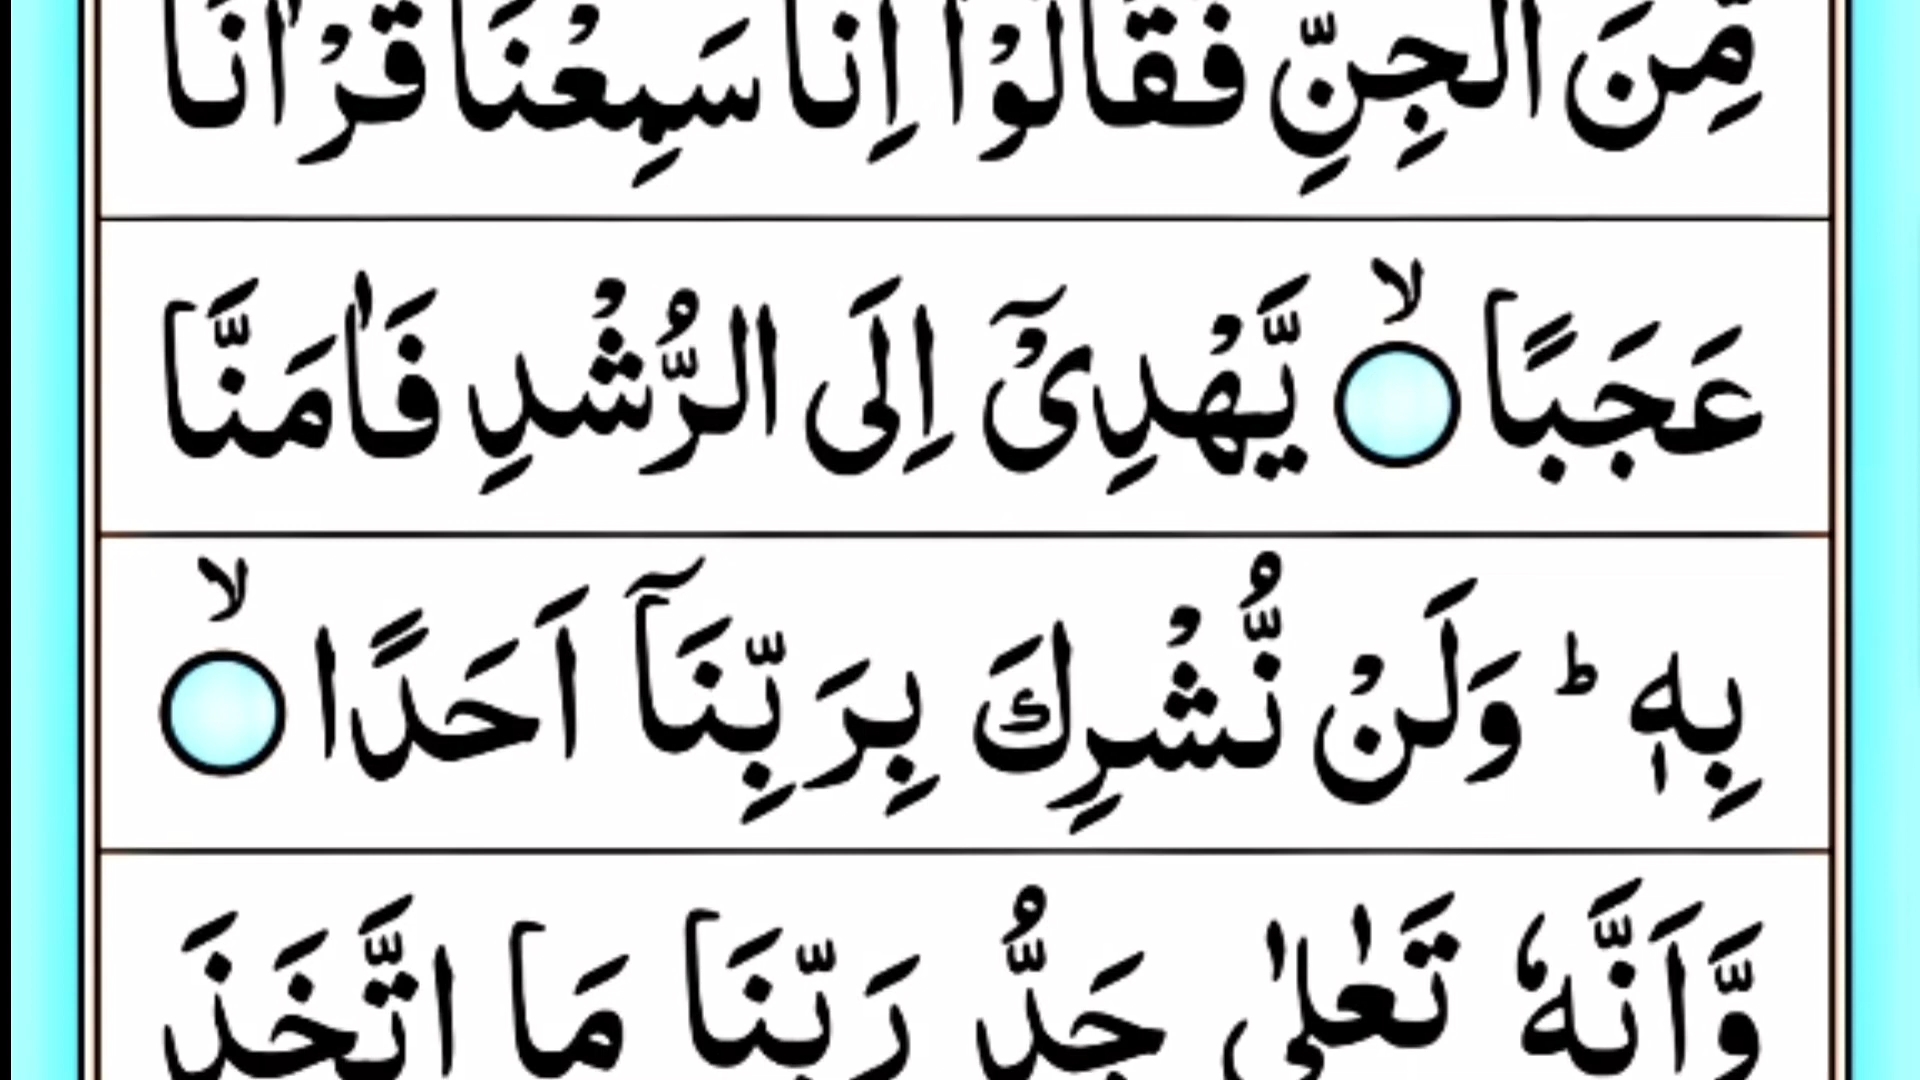 مِّنَ الْجِنِّ فَقَالُوْۤا اِنَّا سَمِعْنَا قُرْاٰنًا
عَجَبًا ۙ یَّهْدِیْۤ اِلَى الرُّشْدِ فَاٰمَنَّا
بِهٖ ؕ وَلَنْ نُّشْرِكَ بِرَبِّنَاۤ اَحَدًا ۙ
وَّاَنَّهٗ تَعٰلٰى جَدُّ رَبِّنَا مَا اتَّخَذَ